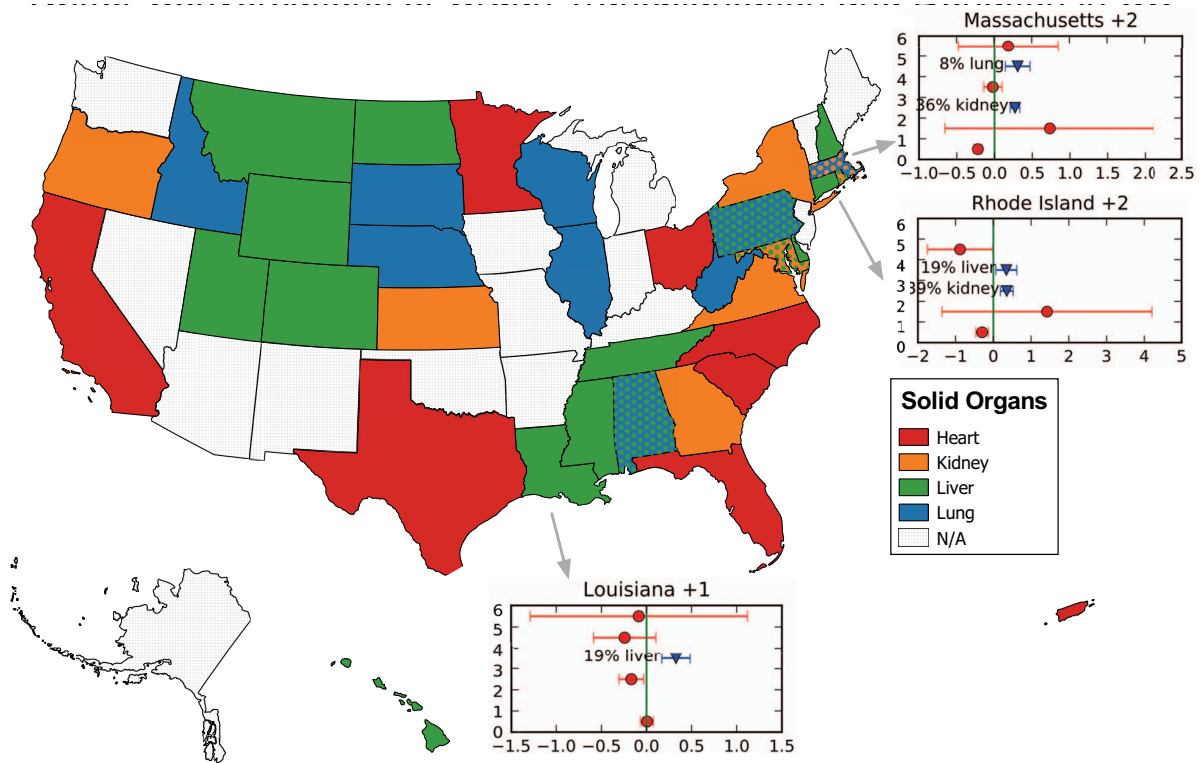 Massachusetts +2
6
5
8% lung
4
3
36% kidney
2
1
0
−1.0 −0.5 0.0 0.5 1.0 1.5 2.0 2.5
Rhode Island +2
6
5
4
19% liver
3
39% kidney
2
1
0
−2 −1 0 1 2 3 4 5
Solid Organs
Heart
Kidney
Liver
Lung
N/A
Louisiana +1
6
5
4
19% liver
3
2
1
0
−1.5 −1.0 −0.5 0.0 0.5 1.0 1.5